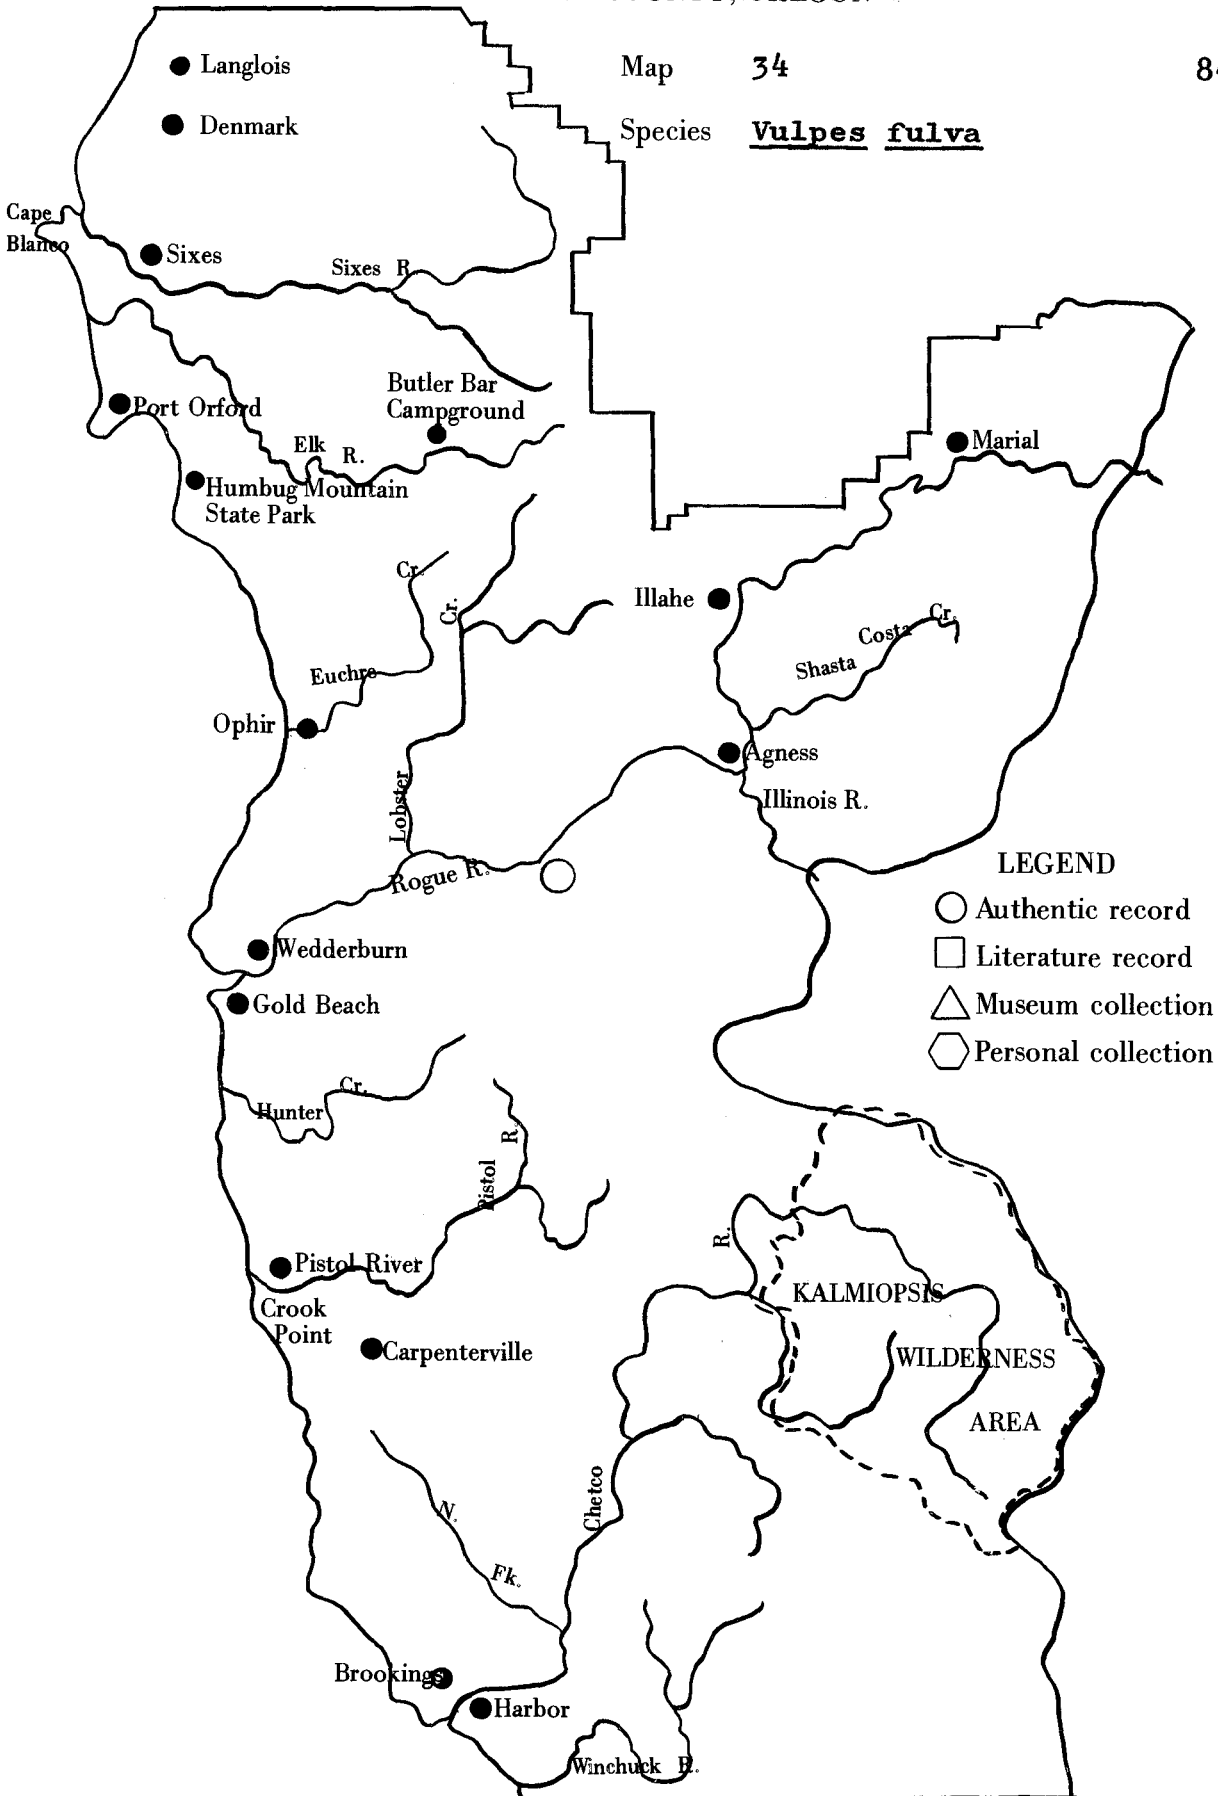 Map 34
Species Vulpes fulva
Langlois
Denmark
Cape
Blanco
Sixes
Sixes R.
Port Orford
Butler Bar
Campground
Elk R.
Humbug Mountain
State Park
Marial
Cr.
Cr.
Illahe
Shasta Costa Cr.
Euchre
Ophir
Agness
Illinois R.
Lobster
Rogue R.
LEGEND
Authentic record
Literature record
Museum collection
Personal collection
Wedderburn
Gold Beach
Hunter Cr.
Pistol R.
Pistol River
Crook
Point
Carpenterville
R.
KALMIOPSIS
WILDERNESS
AREA
Chetco
N. Fk.
Brookings
Harbor
Winchuck R.